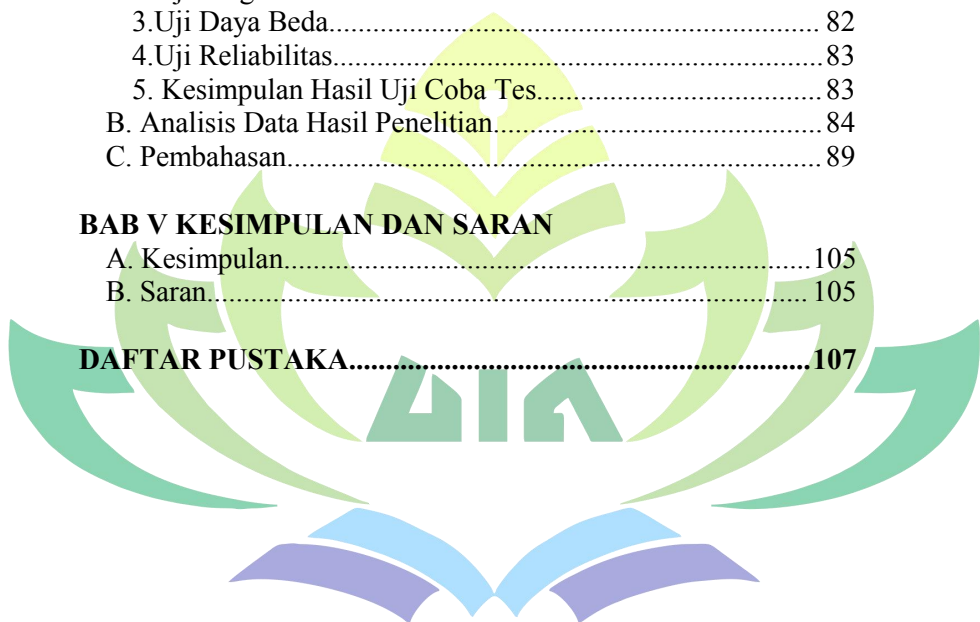 3.Uji Daya Beda.................................................................. 82
4.Uji Reliabilitas.................................................................. 83
5. Kesimpulan Hasil Uji Coba Tes...................................... 83
B. Analisis Data Hasil Penelitian............................................ 84
C. Pembahasan........................................................................ 89
BAB V KESIMPULAN DAN SARAN
A. Kesimpulan.......................................................................105
B. Saran................................................................................. 105
DAFTAR PUSTAKA.............................................................107